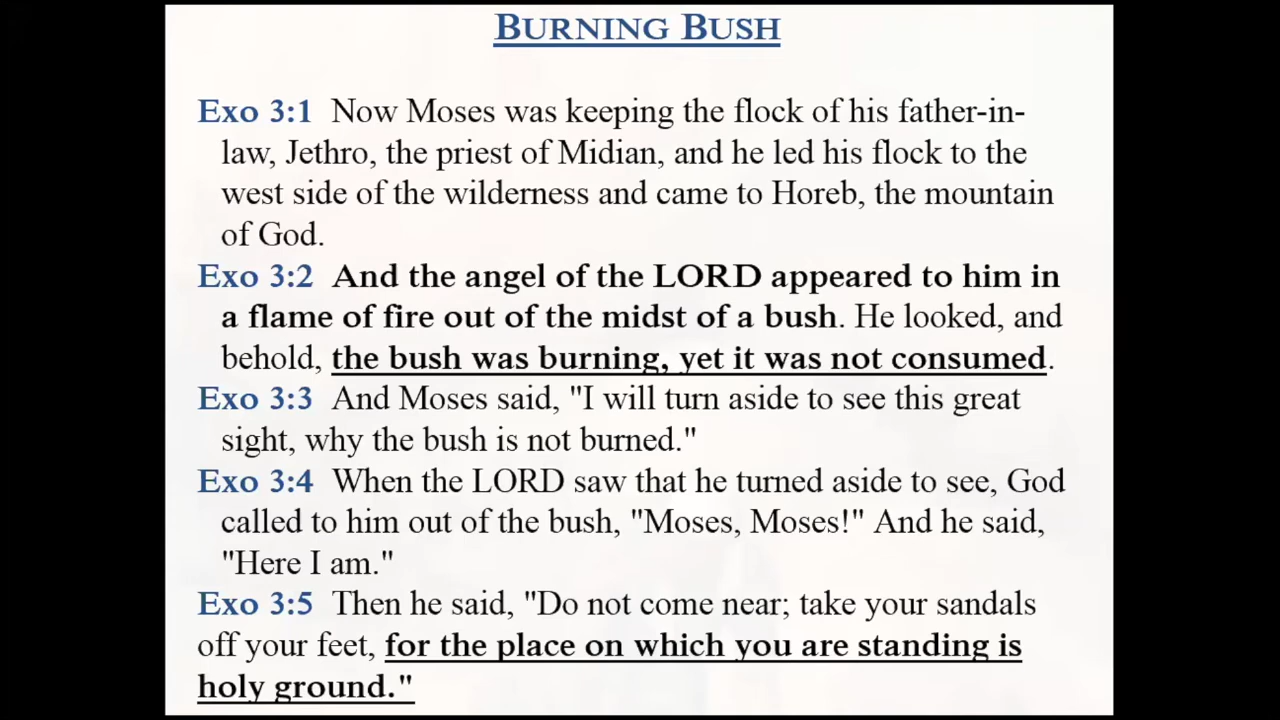 BURNING BUSH
Exo 3:1 Now Moses was keeping the flock of his father-in-
law, Jethro, the priest of Midian, and he led his flock to the
west side of the wilderness and came to Horeb, the mountain
of God.
Exo 3:2 And the angel of the LORD appeared to him in
a flame of fire out of the midst of a bush. He looked, and
behold, the bush was burning, yet it was not consumed.
Exo 3:3 And Moses said, "I will turn aside to see this great
sight, why the bush is not burned."
Exo 3:4 When the LORD saw that he turned aside to see, God
called to him out of the bush, "Moses, Moses!" And he said,
"Here I am."
Exo 3:5 Then he said, "Do not come near; take your sandals
off your feet, for the place on which you are standing is
holy ground."